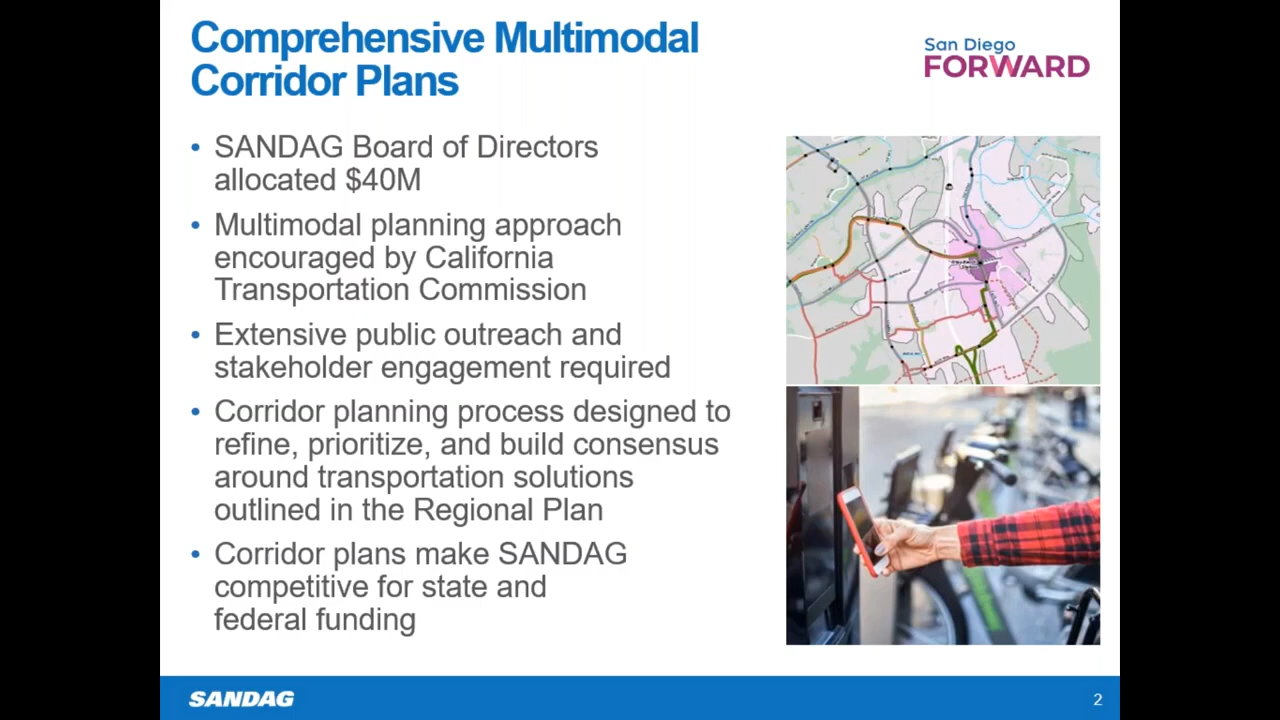 Comprehensive Multimodal
Corridor Plans
San Diego
FORWARD
• SANDAG Board of Directors
allocated $40M
• Multimodal planning approach
encouraged by California
Transportation Commission
• Extensive public outreach and
stakeholder engagement required
• Corridor planning process designed to
refine, prioritize, and build consensus
around transportation solutions
outlined in the Regional Plan
• Corridor plans make SANDAG
competitive for state and
federal funding
SANDAG
2